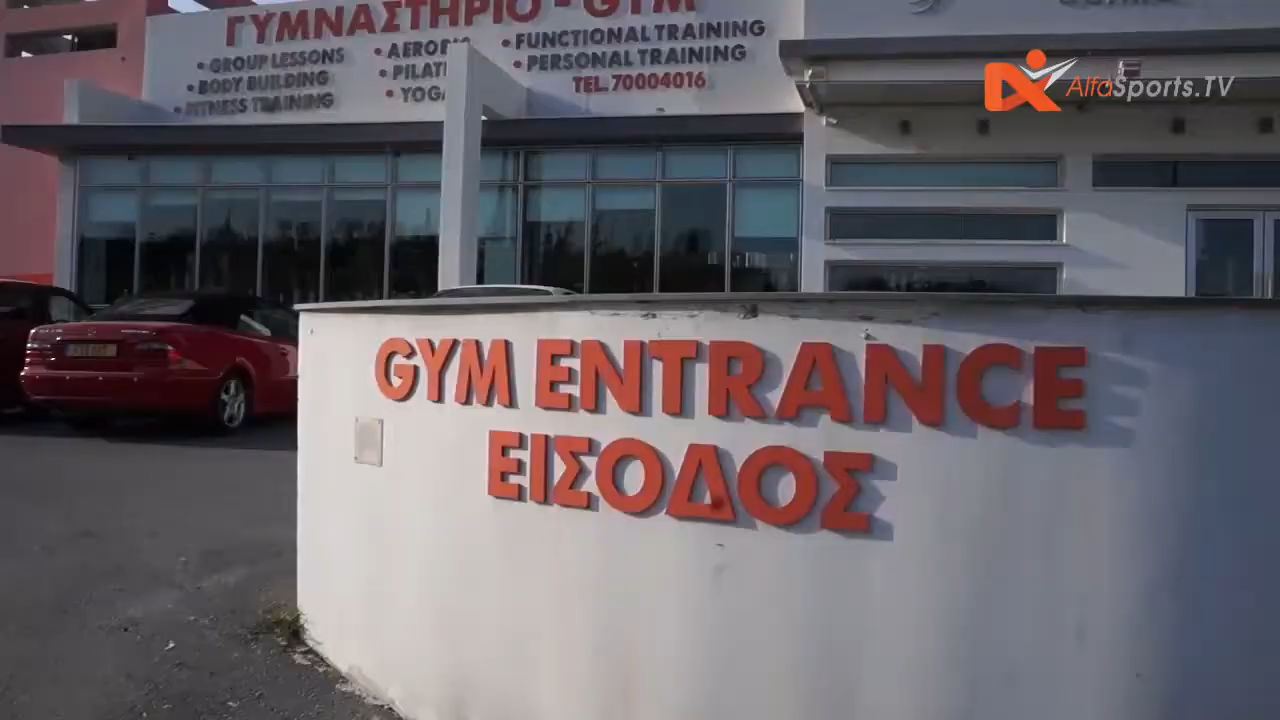 ΓΥΜΝΑΣΤΗΡΙΟ - GYM
• GROUP LESSONS
• BODY BUILDING
• FITNESS TRAINING
• AEROBIC
• PILATES
• YOGA
• FUNCTIONAL TRAINING
• PERSONAL TRAINING
TEL. 70004016
AlfaSports.TV
GYM ENTRANCE
ΕΙΣΟΔΟΣ